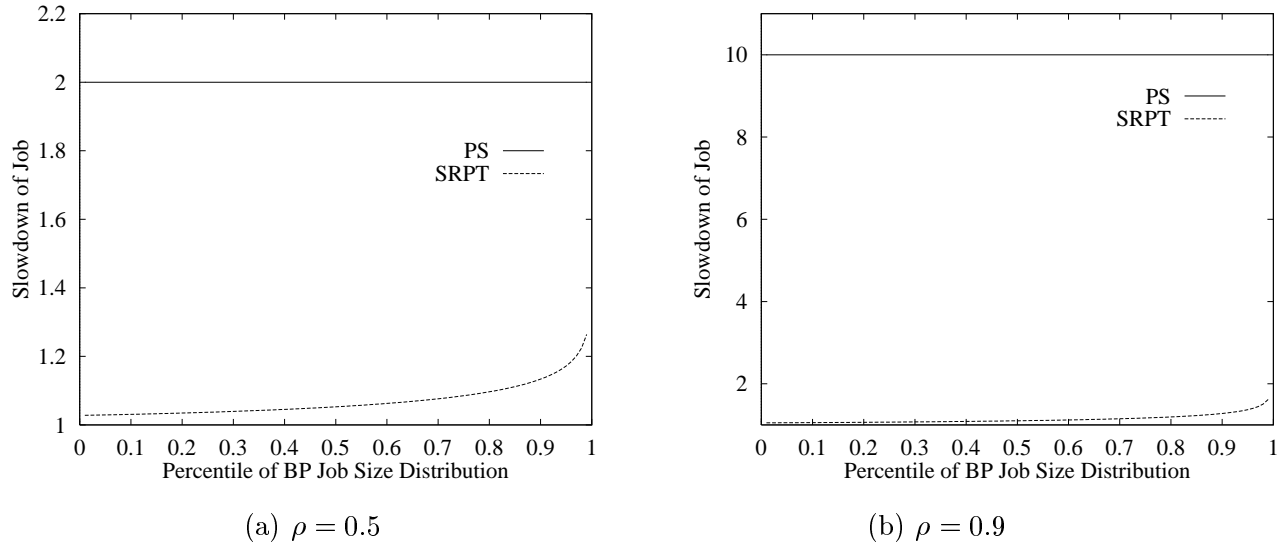 2.2
2
1.8
1.6
1.4
1.2
1
0 0.1 0.2 0.3 0.4 0.5 0.6 0.7 0.8 0.9 1
Slowdown of Job
Percentile of BP Job Size Distribution
PS
SRPT
(a) ρ = 0.5
10
8
6
4
2
0 0.1 0.2 0.3 0.4 0.5 0.6 0.7 0.8 0.9 1
Slowdown of Job
Percentile of BP Job Size Distribution
PS
SRPT
(b) ρ = 0.9